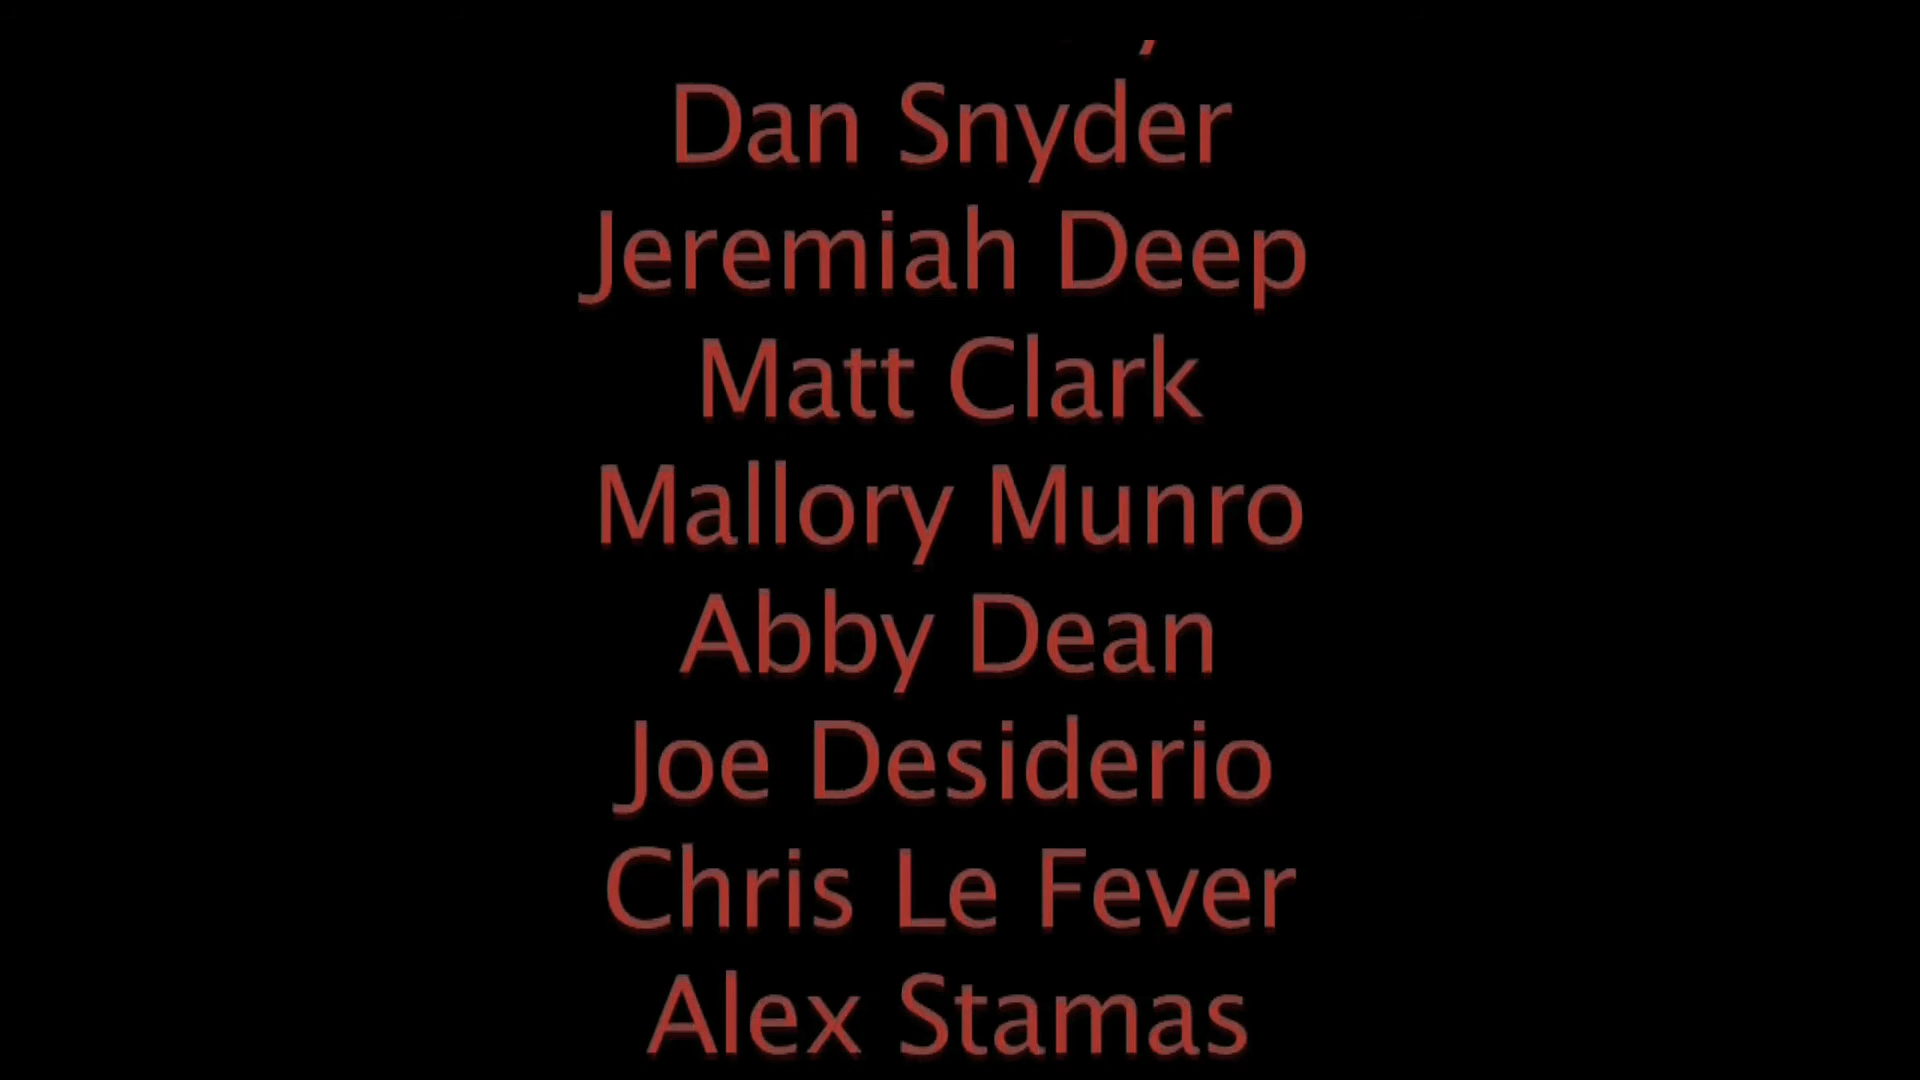 Dan Snyder
Jeremiah Deep
Matt Clark
Mallory Munro
Abby Dean
Joe Desiderio
Chris Le Fever
Alex Stamas